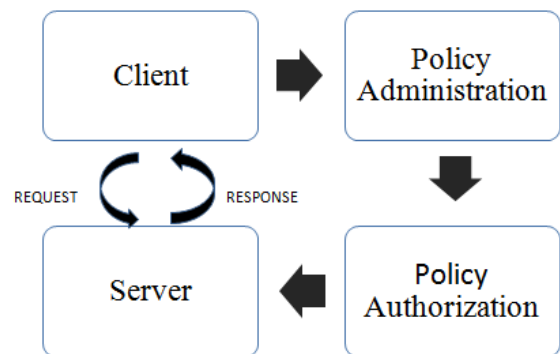 Client
Policy
Administration
REQUEST
RESPONSE
Server
Policy
Authorization